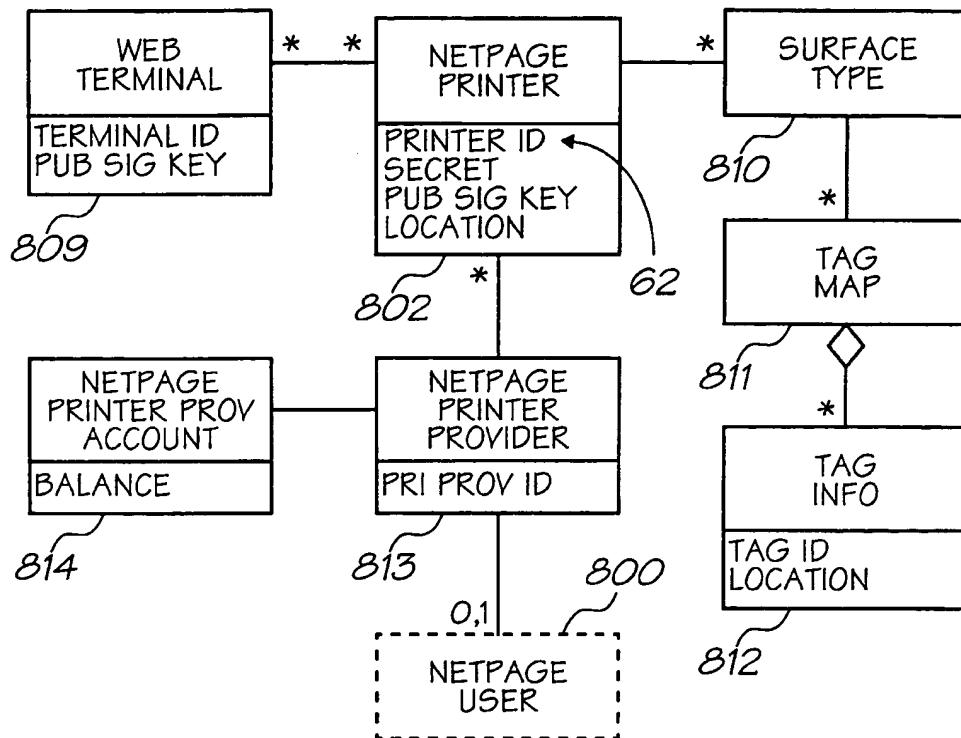 WEB
TERMINAL
TERMINAL ID
PUB SIG KEY
809
*
*
NETPAGE
PRINTER
PRINTER ID
SECRET
PUB SIG KEY
LOCATION
802
62
*
*
SURFACE
TYPE
810
*
TAG
MAP
811
*
TAG
INFO
TAG ID
LOCATION
812
NETPAGE
PRINTER PROV
ACCOUNT
BALANCE
814
NETPAGE
PRINTER
PROVIDER
PRI PROV ID
813
0,1
800
NETPAGE
USER